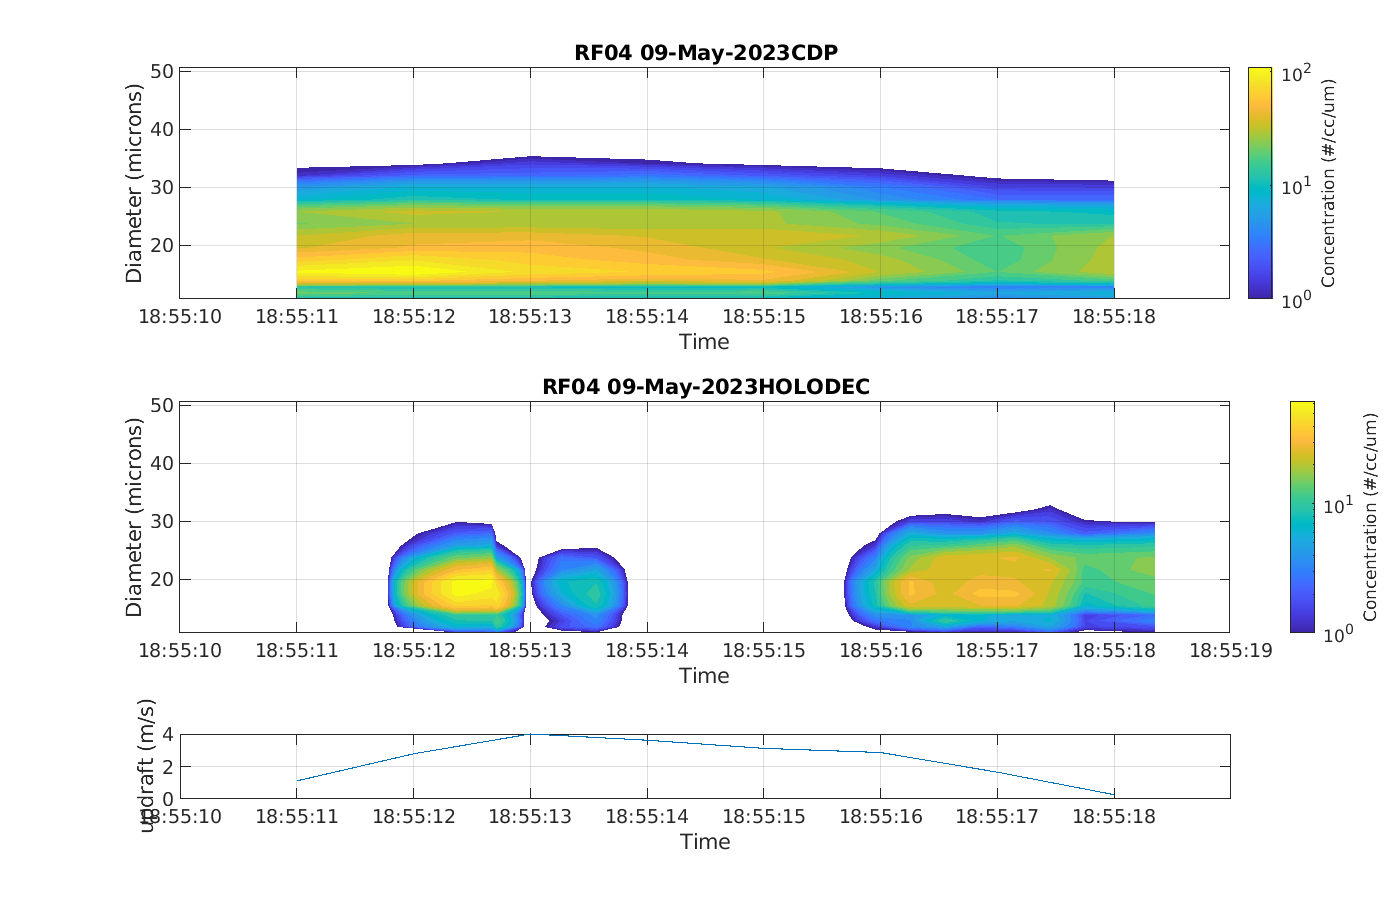 RF04 09-May-2023CDP
Diameter (microns)
50
40
30
20
18:55:10 18:55:11 18:55:12 18:55:13 18:55:14 18:55:15 18:55:16 18:55:17 18:55:18
Time
10^2
10^1
10^0
Concentration (#/cc/um)
RF04 09-May-2023HOLODEC
Diameter (microns)
50
40
30
20
18:55:10 18:55:11 18:55:12 18:55:13 18:55:14 18:55:15 18:55:16 18:55:17 18:55:18 18:55:19
Time
10^1
10^0
Concentration (#/cc/um)
updraft (m/s)
4
2
0
18:55:10 18:55:11 18:55:12 18:55:13 18:55:14 18:55:15 18:55:16 18:55:17 18:55:18
Time